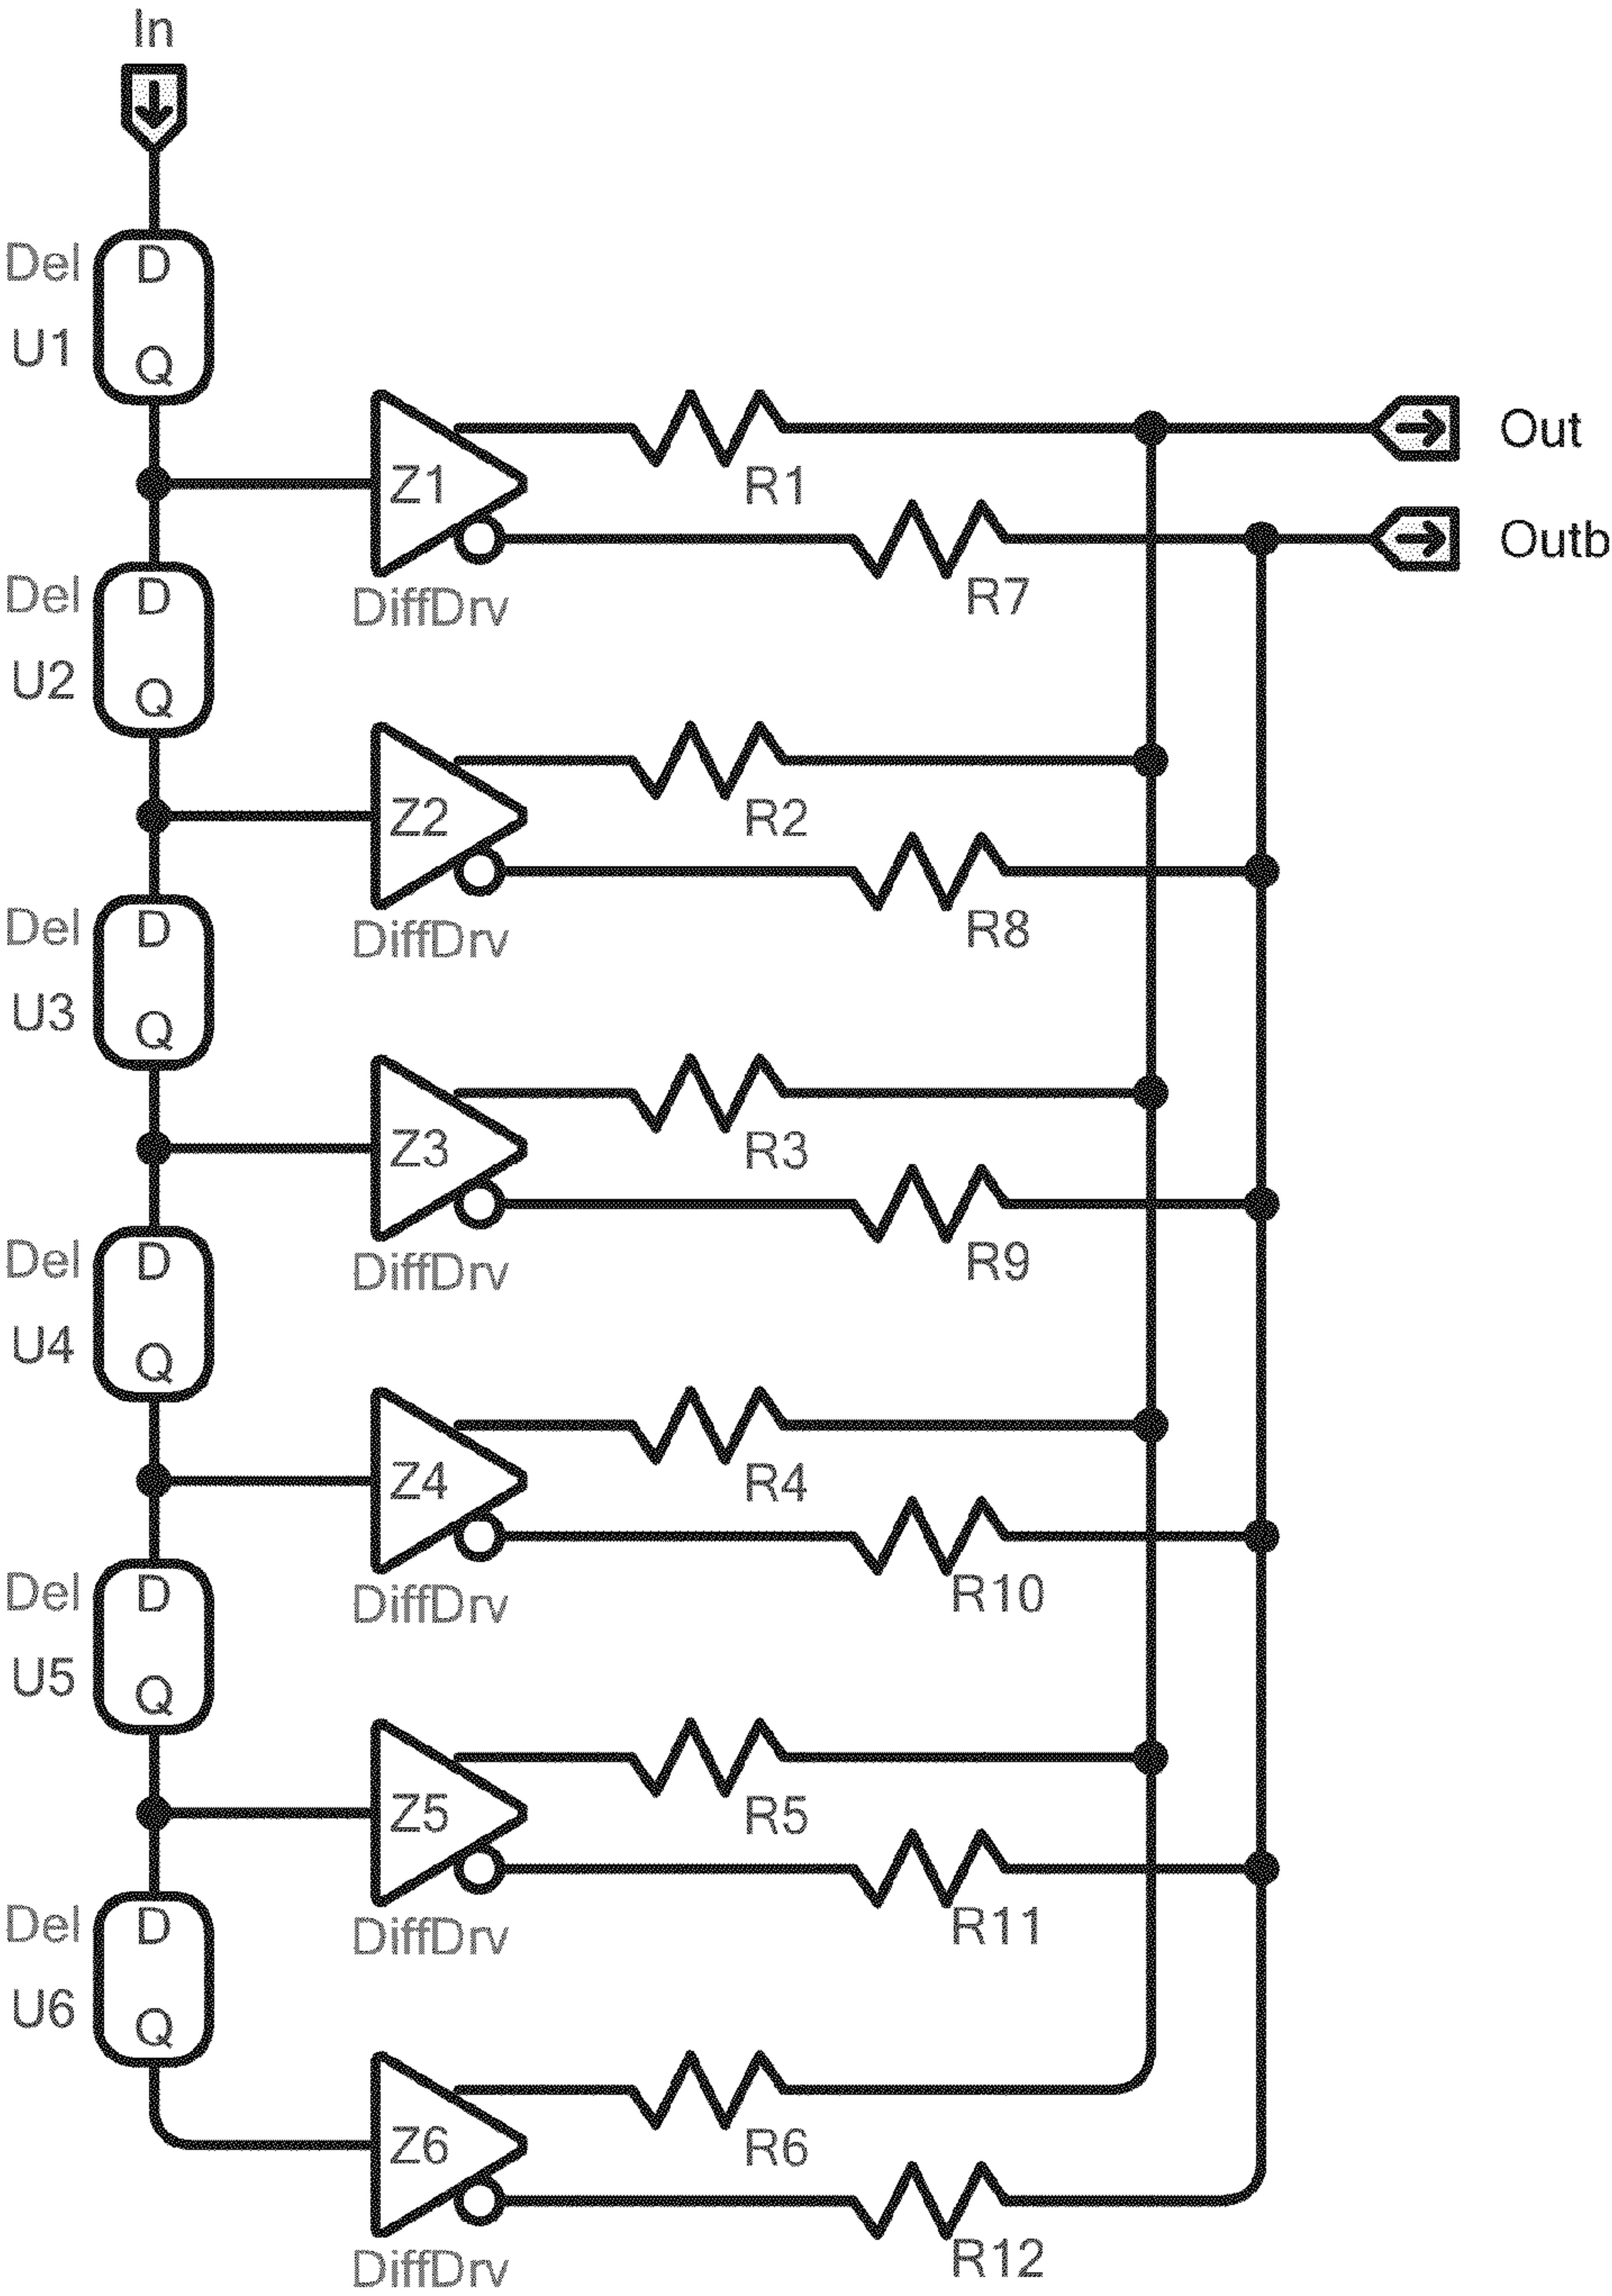 In
Del
D
U1
Q
Z1
R1
Out
R7
Outb
DiffDrv
Del
D
U2
Q
Z2
R2
R8
DiffDrv
Del
D
U3
Q
Z3
R3
R9
DiffDrv
Del
D
U4
Q
Z4
R4
R10
DiffDrv
Del
D
U5
Q
Z5
R5
R11
DiffDrv
Del
D
U6
Q
Z6
R6
R12
DiffDrv